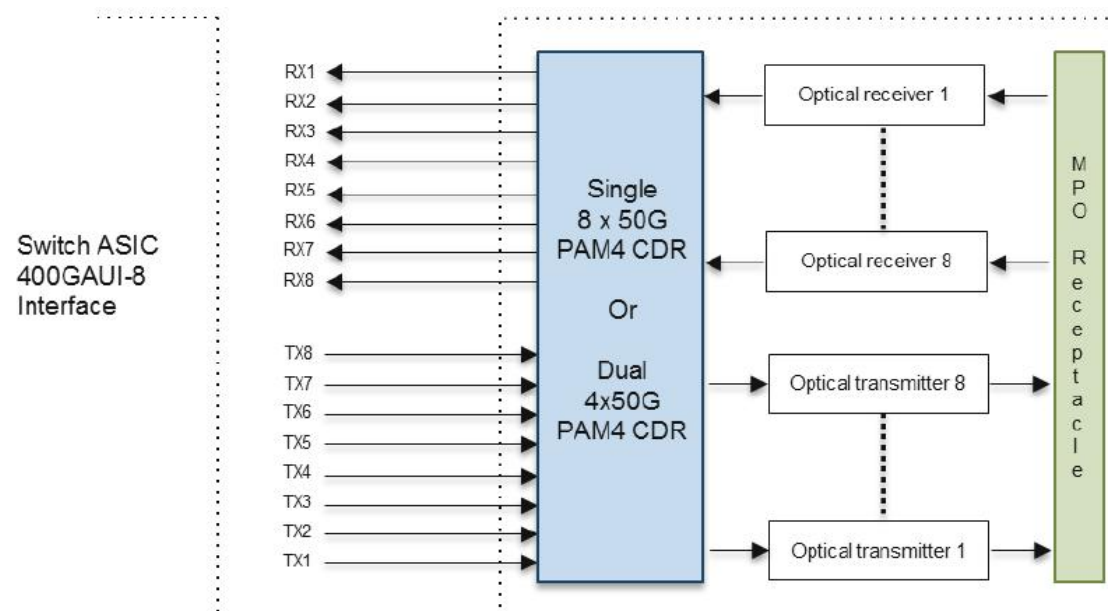 Switch ASIC
400GAUI-8
Interface
RX1
RX2
RX3
RX4
RX5
RX6
RX7
RX8
TX8
TX7
TX6
TX5
TX4
TX3
TX2
TX1
Single
8 x 50G
PAM4 CDR
Or
Dual
4x50G
PAM4 CDR
Optical receiver 1
Optical receiver 8
Optical transmitter 8
Optical transmitter 1
MPO Receptacle